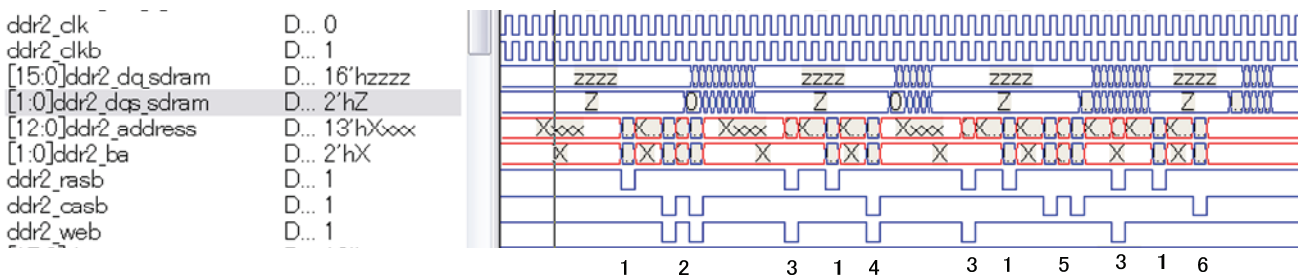 ddr2_clk D... 0
ddr2_clkb D... 1
[15:0]ddr2_dq_sdram D... 16'hzzzz zzzz zzzz zzzz zzzz
[1:0]ddr2_dqs_sdram D... 2'hZ Z 0 Z 0 Z Z
[12:0]ddr2_address D... 13'hXxxx Xxxx Xxxx Xxxx
[1:0]ddr2_ba D... 2'hX X X X X X X X X
ddr2_rasb D... 1
ddr2_casb D... 1
ddr2_web D... 1
1 2 3 1 4 3 1 5 3 1 6